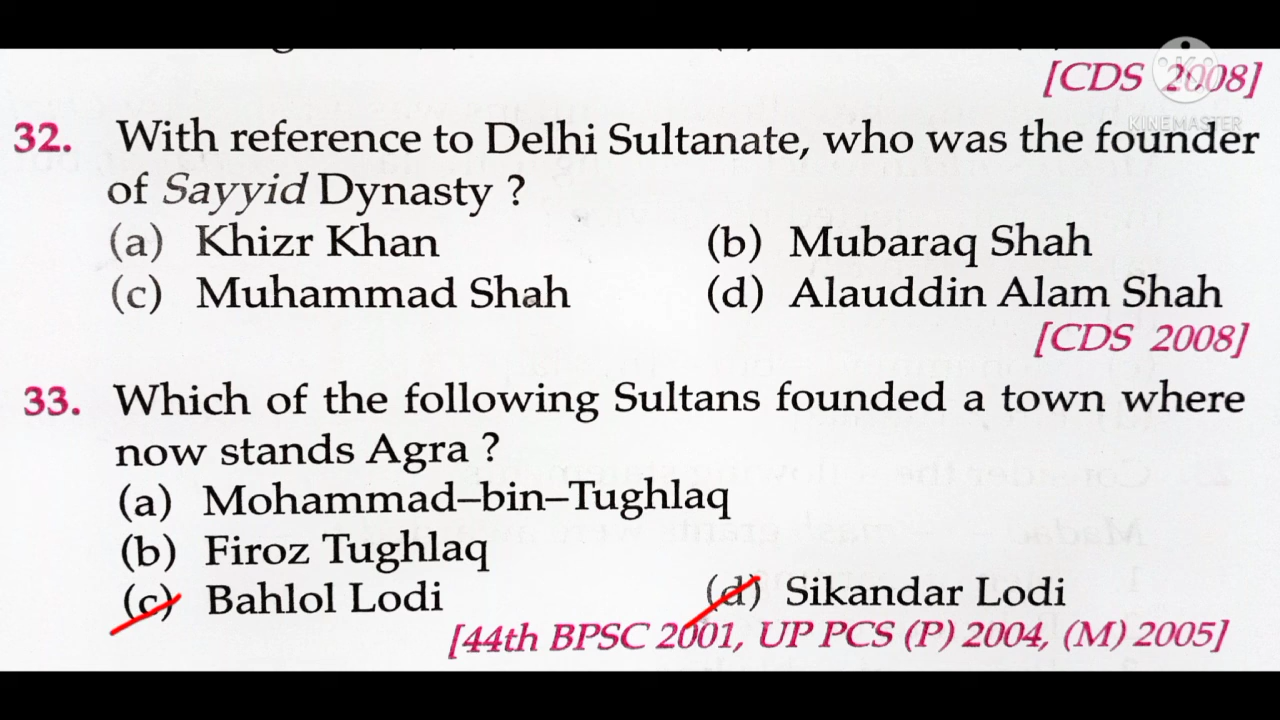 [CDS 2008]
KINEMASTER
32. With reference to Delhi Sultanate, who was the founder
of Sayyid Dynasty ?
(a) Khizr Khan (b) Mubaraq Shah
(c) Muhammad Shah (d) Alauddin Alam Shah
[CDS 2008]
33. Which of the following Sultans founded a town where
now stands Agra ?
(a) Mohammad–bin–Tughlaq
(b) Firoz Tughlaq
(c) Bahlol Lodi (d) Sikandar Lodi
[44th BPSC 2001, UP PCS (P) 2004, (M) 2005]